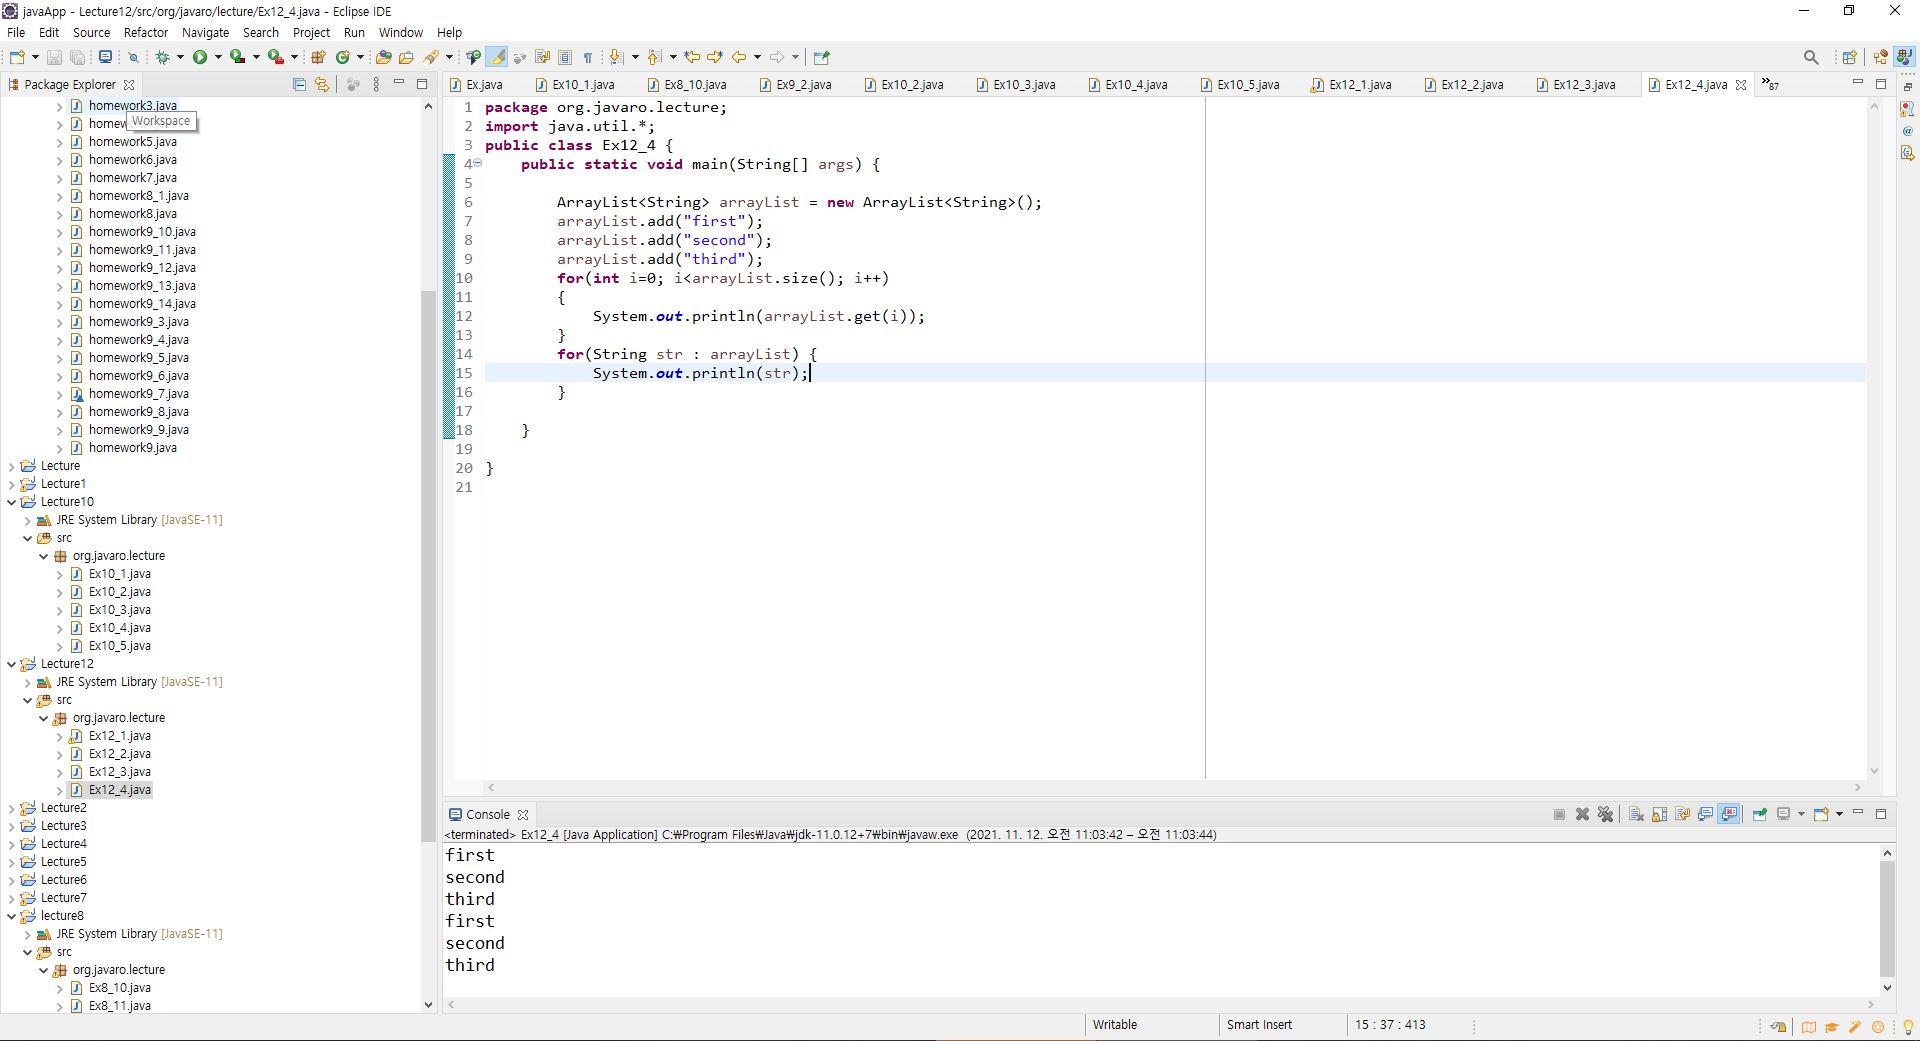 javaApp - Lecture12/src/org/javaro/lecture/Ex12_4.java - Eclipse IDE
File Edit Source Refactor Navigate Search Project Run Window Help
Package Explorer
homework3.java
homew
Workspace
homework5.java
homework6.java
homework7.java
homework8_1.java
homework8.java
homework9_10.java
homework9_11.java
homework9_12.java
homework9_13.java
homework9_14.java
homework9_3.java
homework9_4.java
homework9_5.java
homework9_6.java
homework9_7.java
homework9_8.java
homework9_9.java
homework9.java
Lecture
Lecture1
Lecture10
JRE System Library [JavaSE-11]
src
org.javaro.lecture
Ex10_1.java
Ex10_2.java
Ex10_3.java
Ex10_4.java
Ex10_5.java
Lecture12
JRE System Library [JavaSE-11]
src
org.javaro.lecture
Ex12_1.java
Ex12_2.java
Ex12_3.java
Ex12_4.java
Lecture2
Lecture3
Lecture4
Lecture5
Lecture6
Lecture7
lecture8
JRE System Library [JavaSE-11]
src
org.javaro.lecture
Ex8_10.java
Ex8_11.java
Ex.java Ex10_1.java Ex8_10.java Ex9_2.java Ex10_2.java Ex10_3.java Ex10_4.java Ex10_5.java Ex12_1.java Ex12_2.java Ex12_3.java Ex12_4.java »87
1 package org.javaro.lecture;
2 import java.util.*;
3 public class Ex12_4 {
4 public static void main(String[] args) {
5
6 ArrayList<String> arrayList = new ArrayList<String>();
7 arrayList.add("first");
8 arrayList.add("second");
9 arrayList.add("third");
10 for(int i=0; i<arrayList.size(); i++)
11 {
12 System.out.println(arrayList.get(i));
13 }
14 for(String str : arrayList) {
15 System.out.println(str);
16 }
17
18 }
19
20 }
21
Console
<terminated> Ex12_4 [Java Application] C:₩Program Files₩Java₩jdk-11.0.12+7₩bin₩javaw.exe (2021. 11. 12. 오전 11:03:42 – 오전 11:03:44)
first
second
third
first
second
third
Writable Smart Insert 15 : 37 : 413